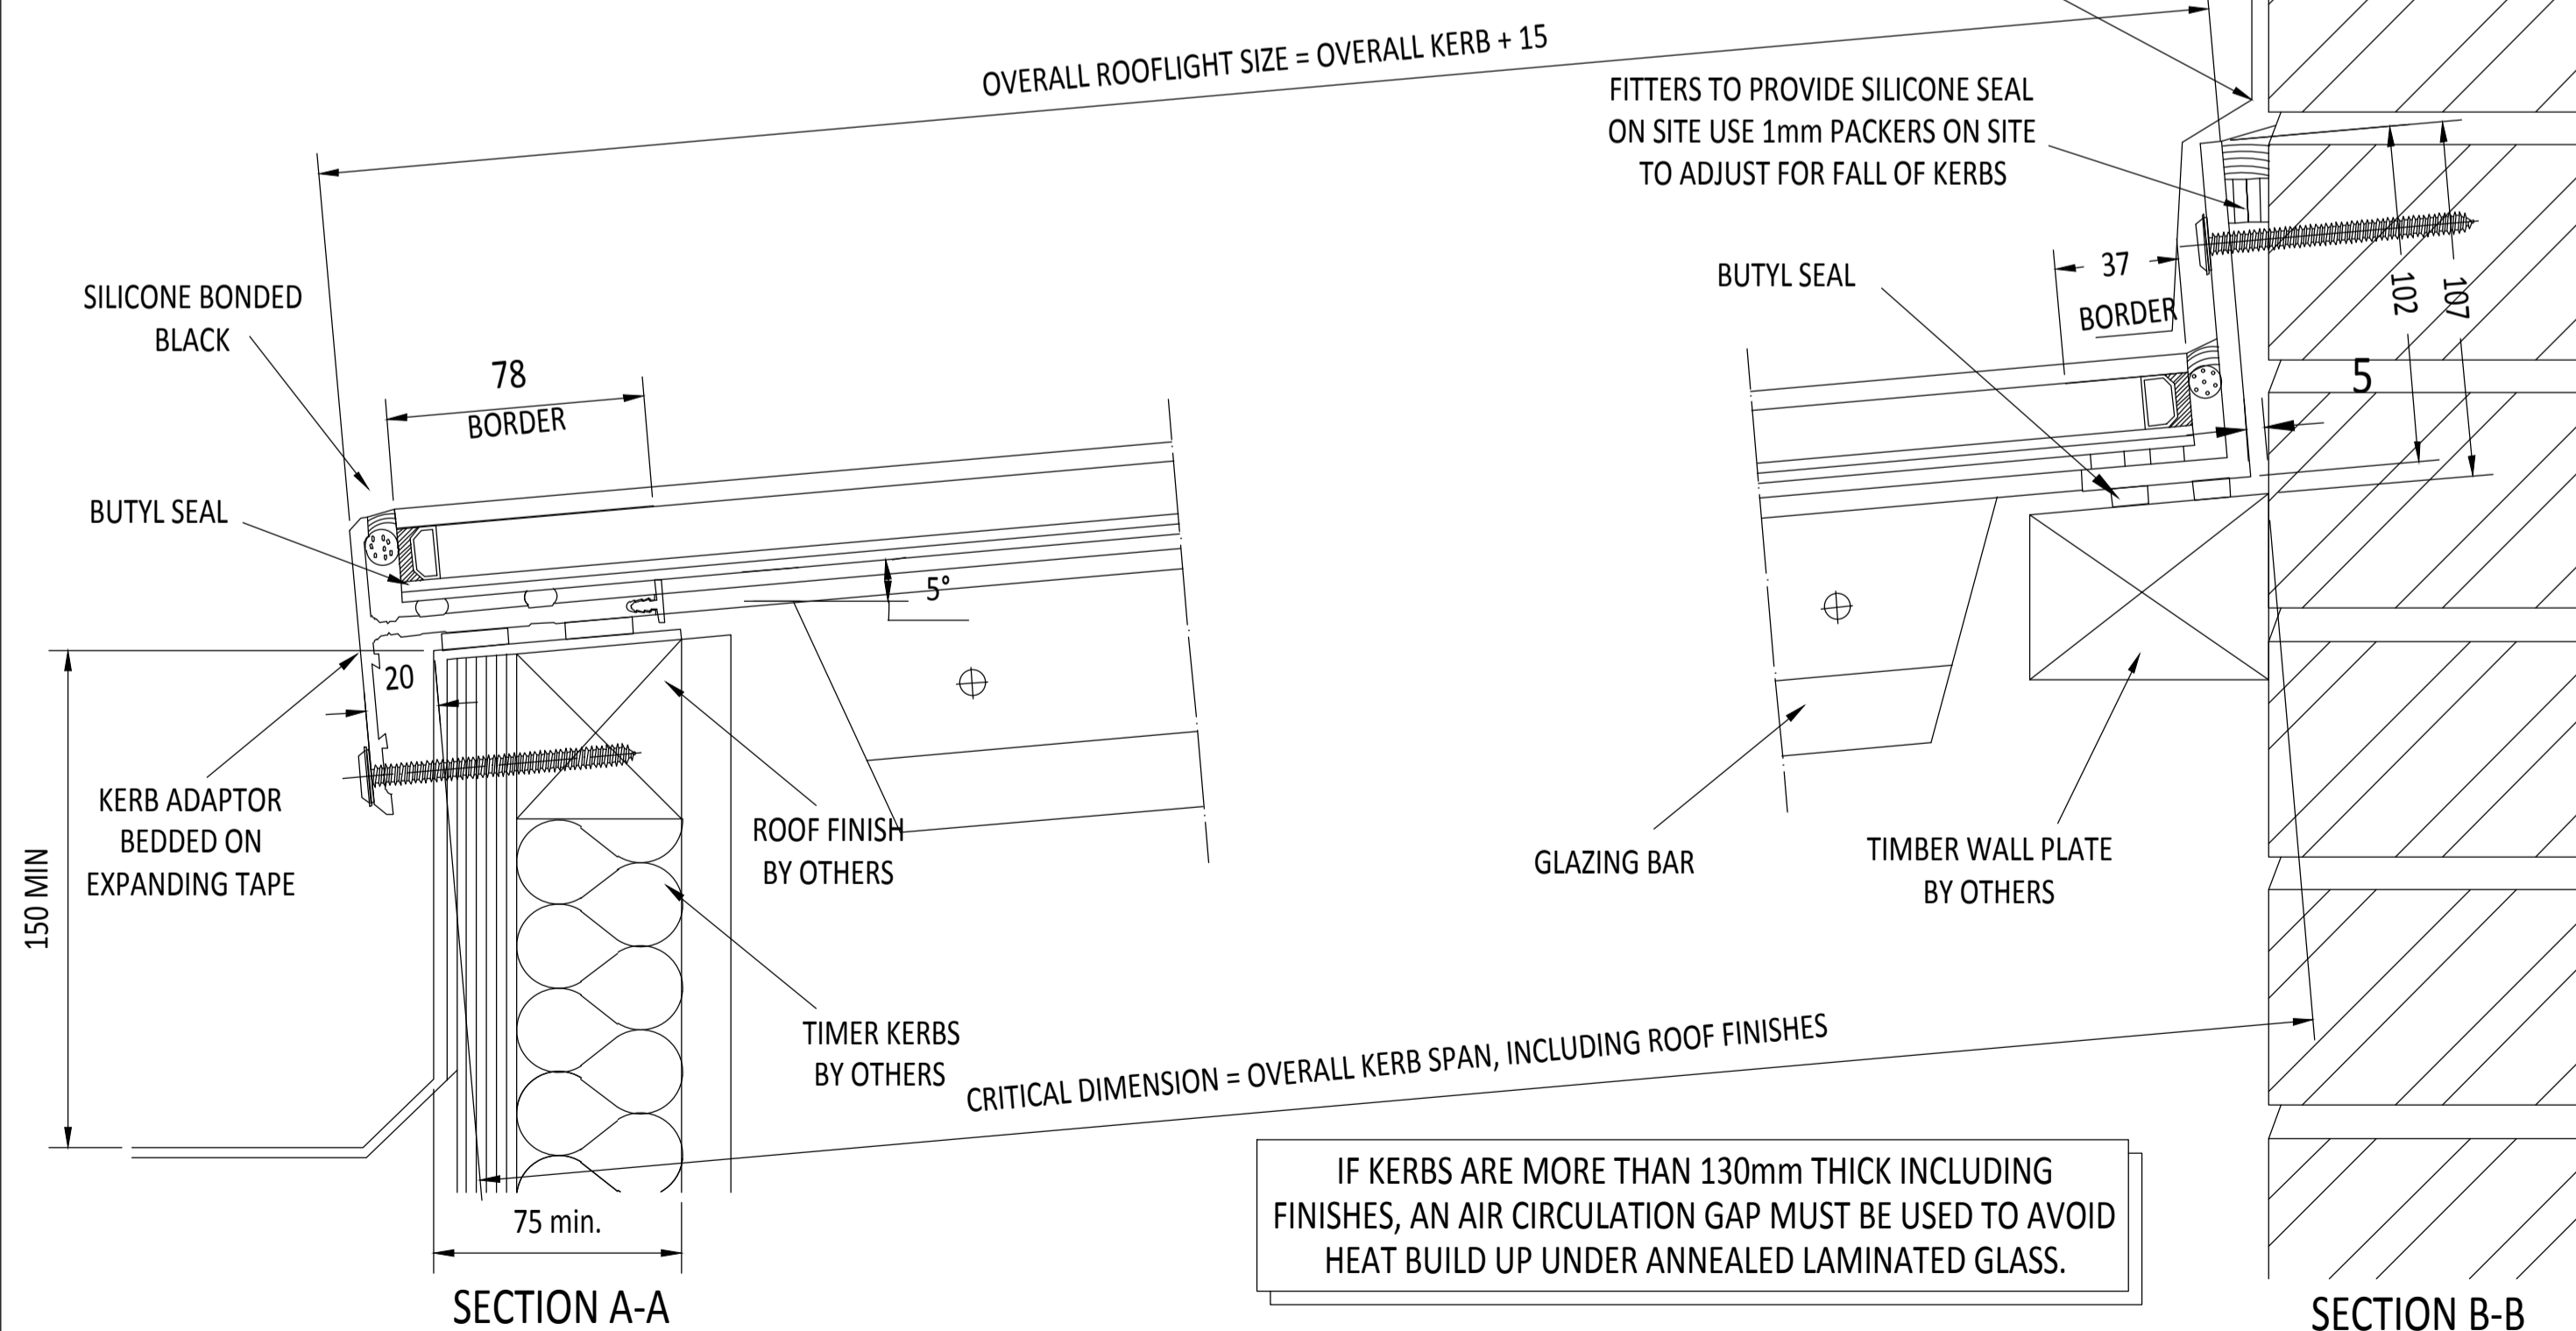 OVERALL ROOFLIGHT SIZE = OVERALL KERB + 15
FITTERS TO PROVIDE SILICONE SEAL
ON SITE USE 1mm PACKERS ON SITE
TO ADJUST FOR FALL OF KERBS
SILICONE BONDED
BLACK
BUTYL SEAL
37
BORDER
102
107
5
78
BORDER
BUTYL SEAL
5°
20
KERB ADAPTOR
BEDDED ON
EXPANDING TAPE
150 MIN
ROOF FINISH
BY OTHERS
GLAZING BAR
TIMBER WALL PLATE
BY OTHERS
TIMER KERBS
BY OTHERS
CRITICAL DIMENSION = OVERALL KERB SPAN, INCLUDING ROOF FINISHES
IF KERBS ARE MORE THAN 130mm THICK INCLUDING
FINISHES, AN AIR CIRCULATION GAP MUST BE USED TO AVOID
HEAT BUILD UP UNDER ANNEALED LAMINATED GLASS.
75 min.
SECTION A-A
SECTION B-B